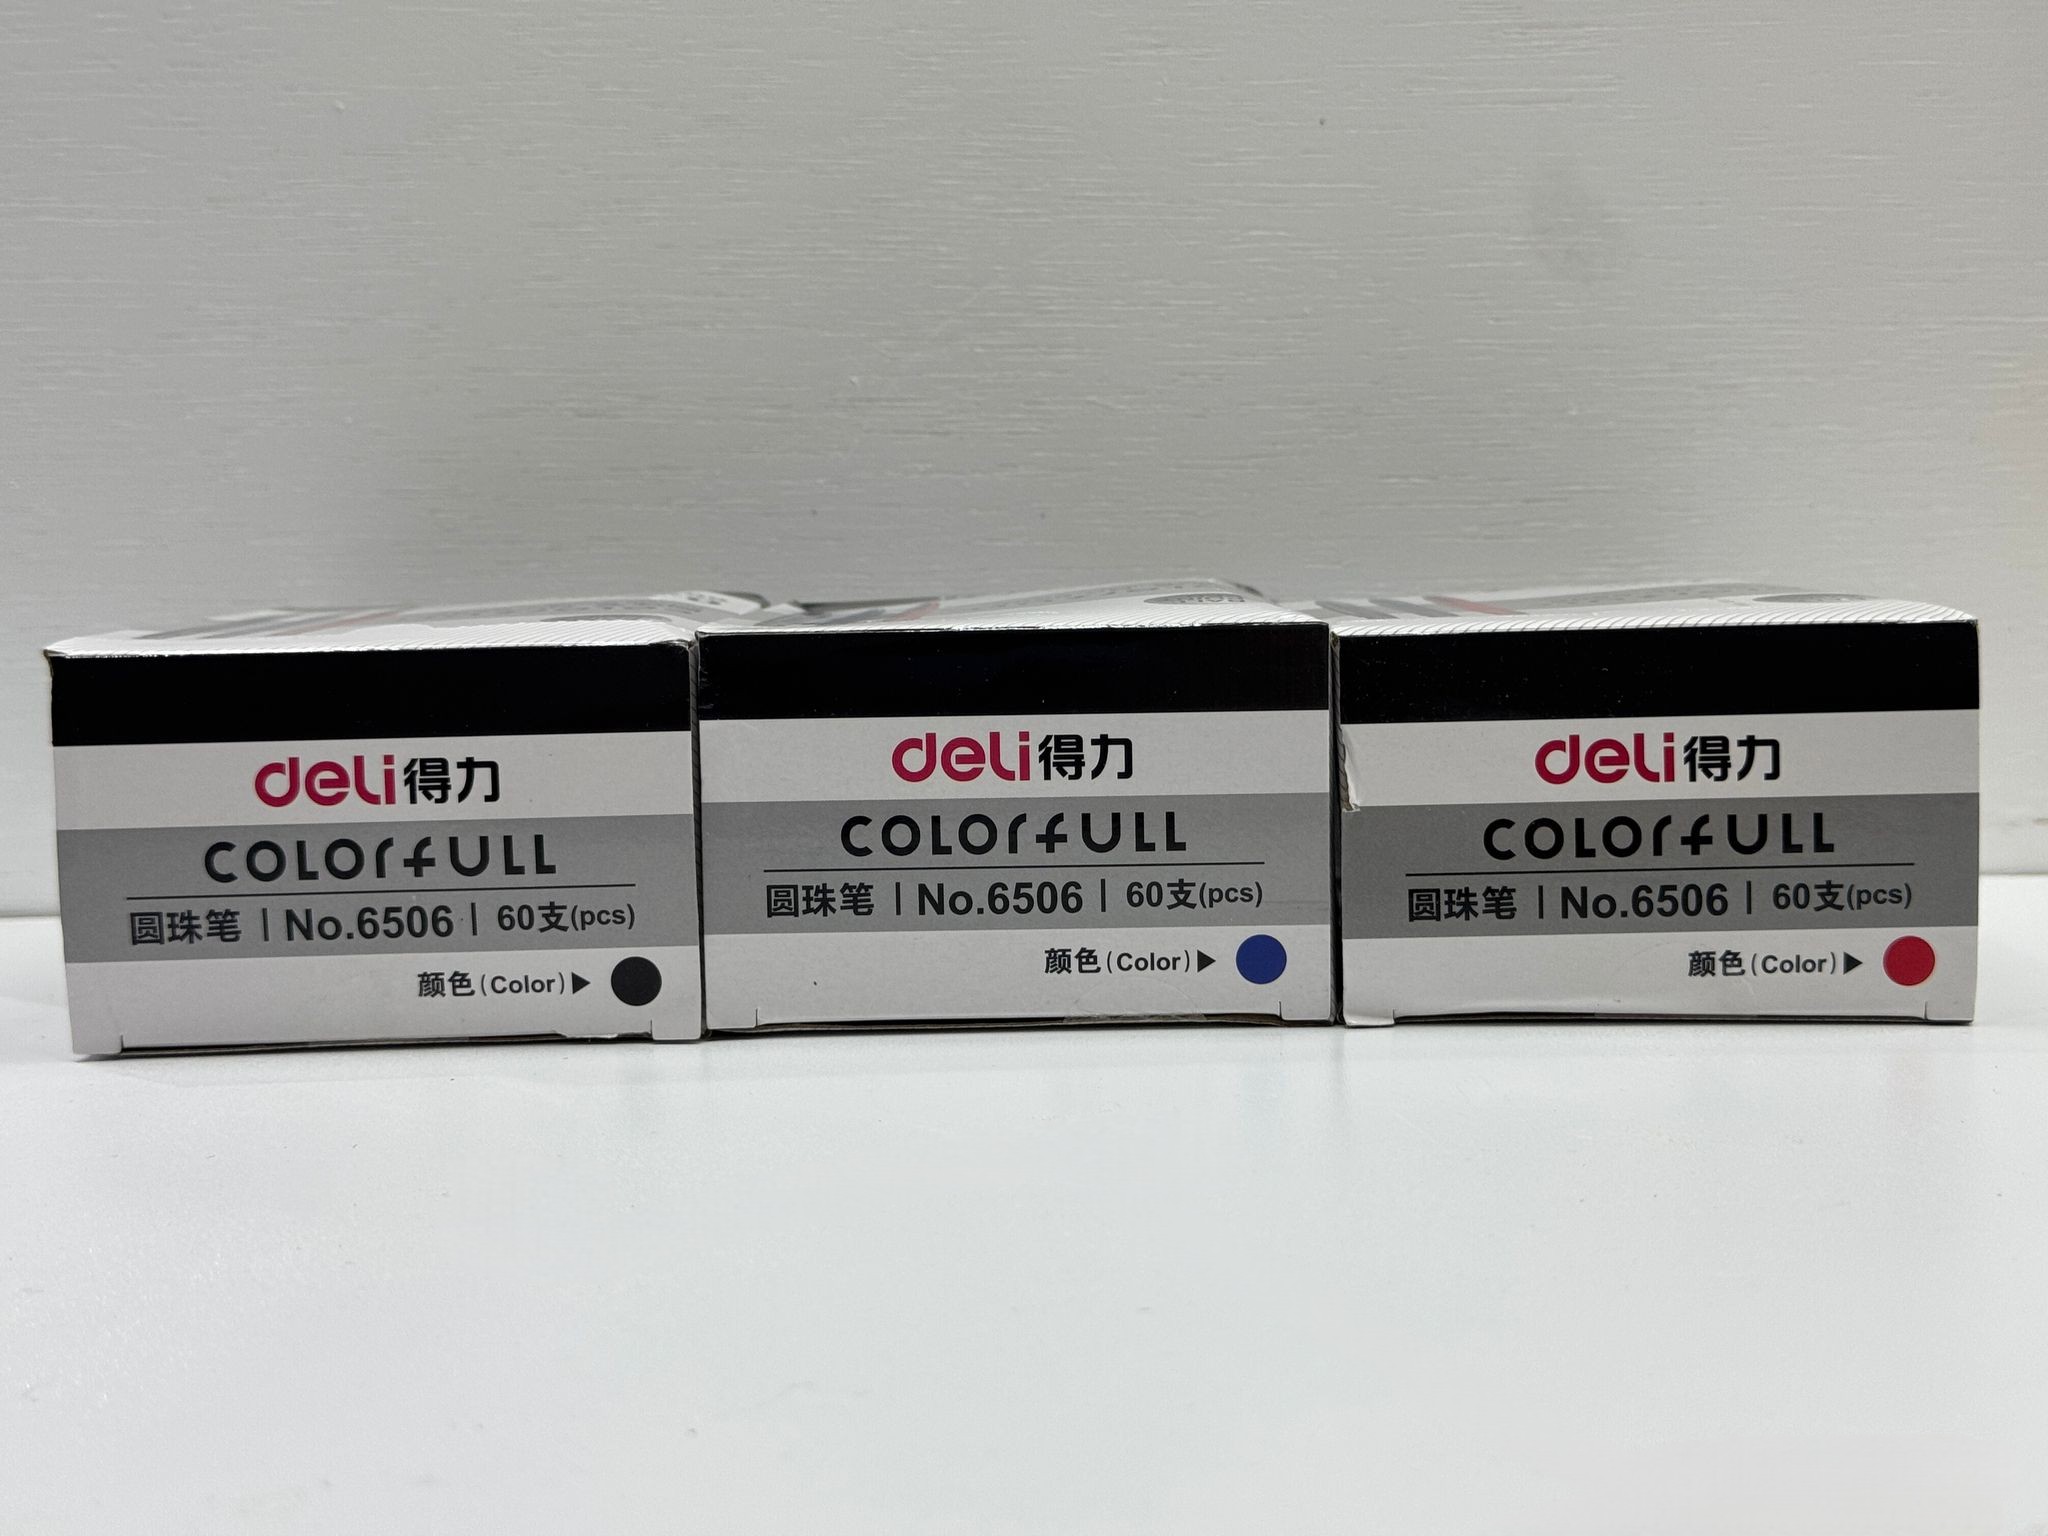 deli得力
COLOrfULL
圆珠笔 | No.6506 | 60支(pcs)
颜色(Color)▶
deli得力
COLOrfULL
圆珠笔 | No.6506 | 60支(pcs)
颜色(Color)▶
deli得力
COLOrfULL
圆珠笔 | No.6506 | 60支(pcs)
颜色(Color)▶